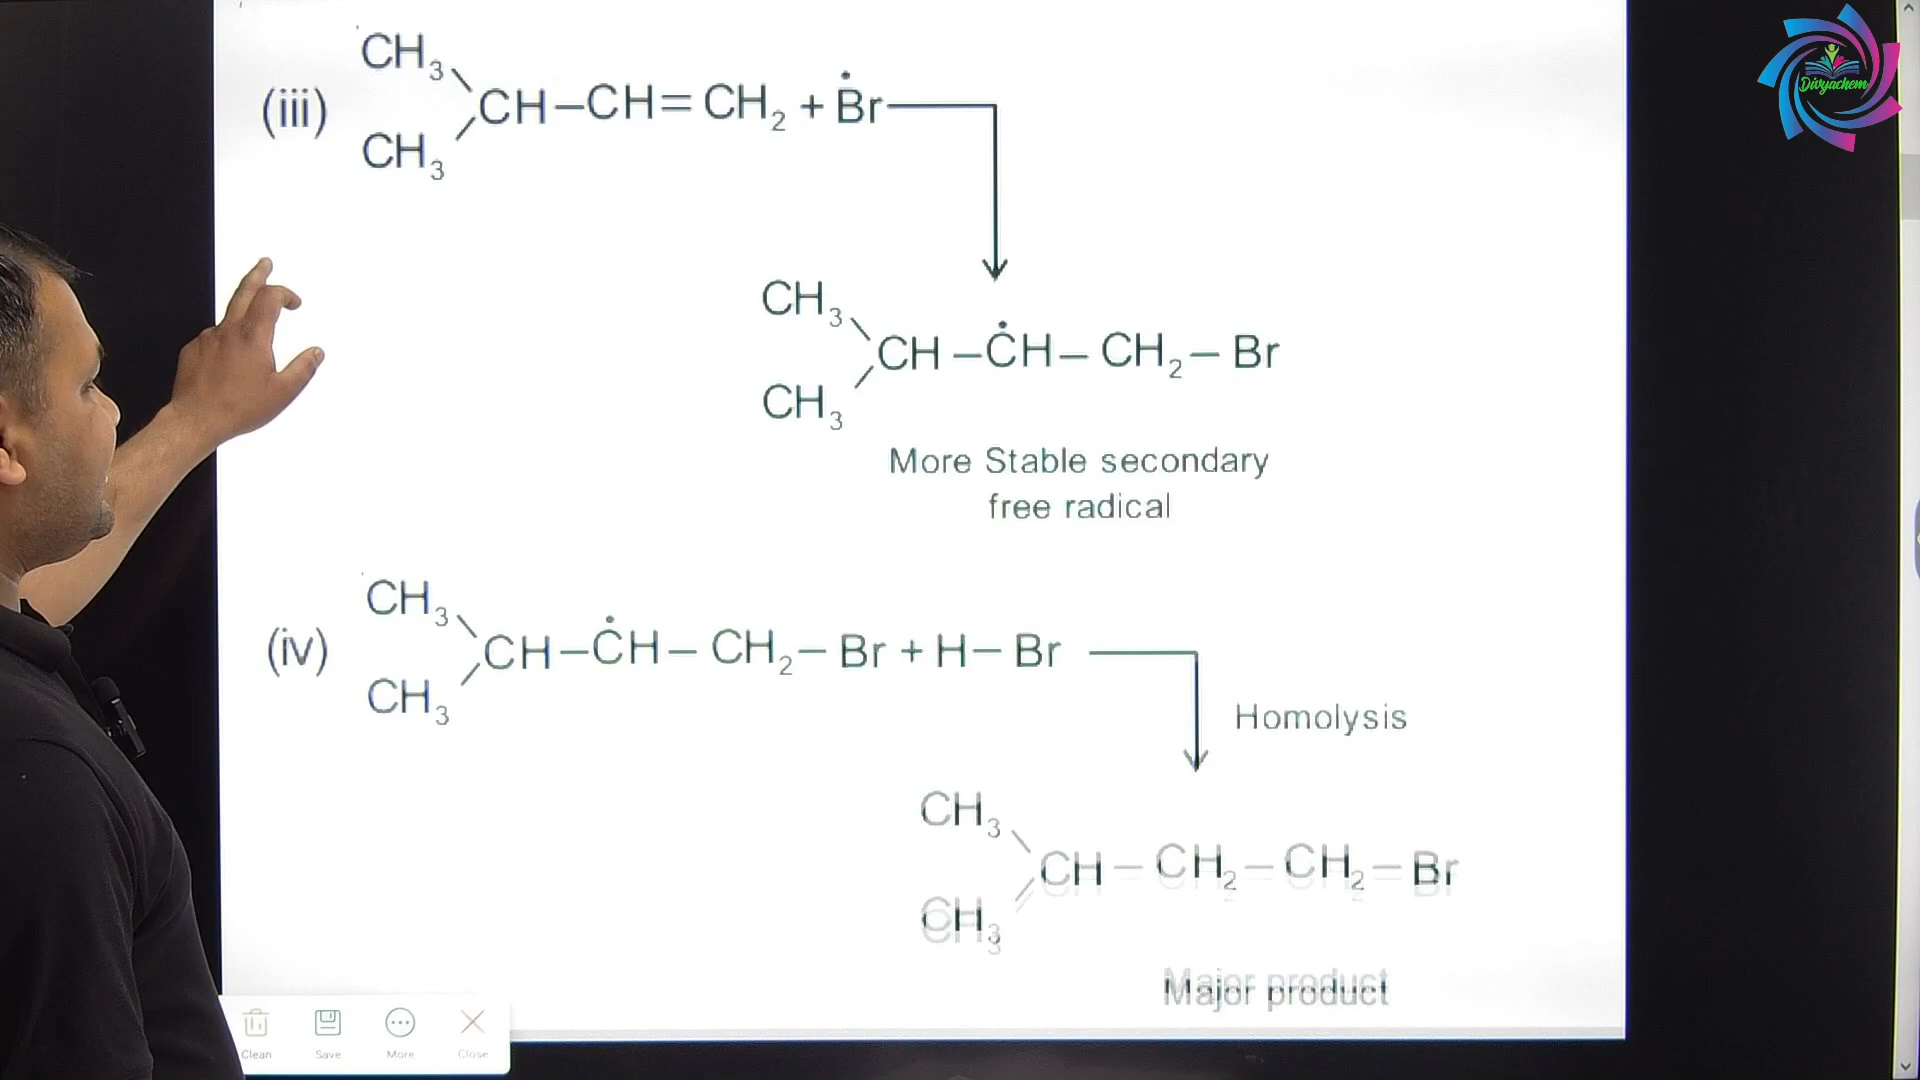 Divyachem
CH3
(iii) CH–CH=CH2 + Ḃr
CH3
CH3
CH–ĊH–CH2–Br
CH3
More Stable secondary
free radical
CH3
(iv) CH–ĊH–CH2–Br + H–Br
CH3
Homolysis
CH3
CH–CH2–CH2–Br
CH3
Major product
Clean Save More Close